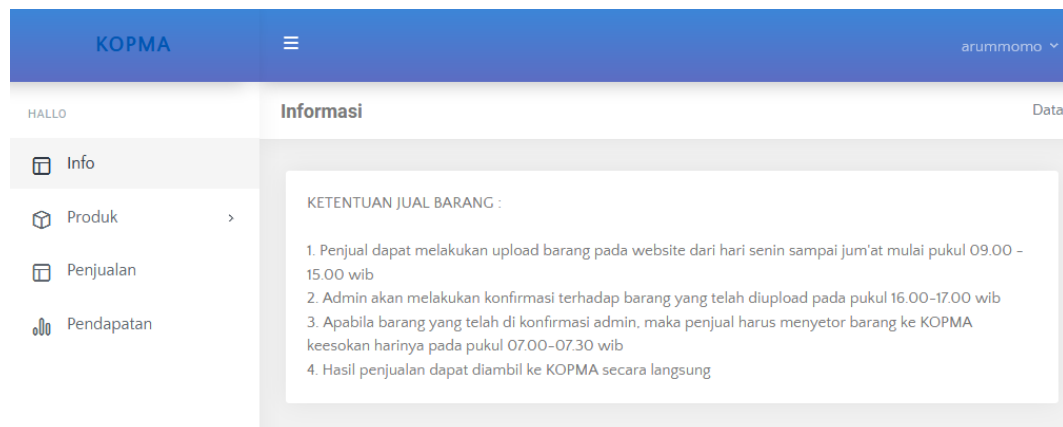 KOPMA
arummomo
HALLO
Informasi
Data
Info
Produk
Penjualan
Pendapatan
KETENTUAN JUAL BARANG :
1. Penjual dapat melakukan upload barang pada website dari hari senin sampai jum'at mulai pukul 09.00 -
15.00 wib
2. Admin akan melakukan konfirmasi terhadap barang yang telah diupload pada pukul 16.00-17.00 wib
3. Apabila barang yang telah di konfirmasi admin, maka penjual harus menyetor barang ke KOPMA
keesokan harinya pada pukul 07.00-07.30 wib
4. Hasil penjualan dapat diambil ke KOPMA secara langsung